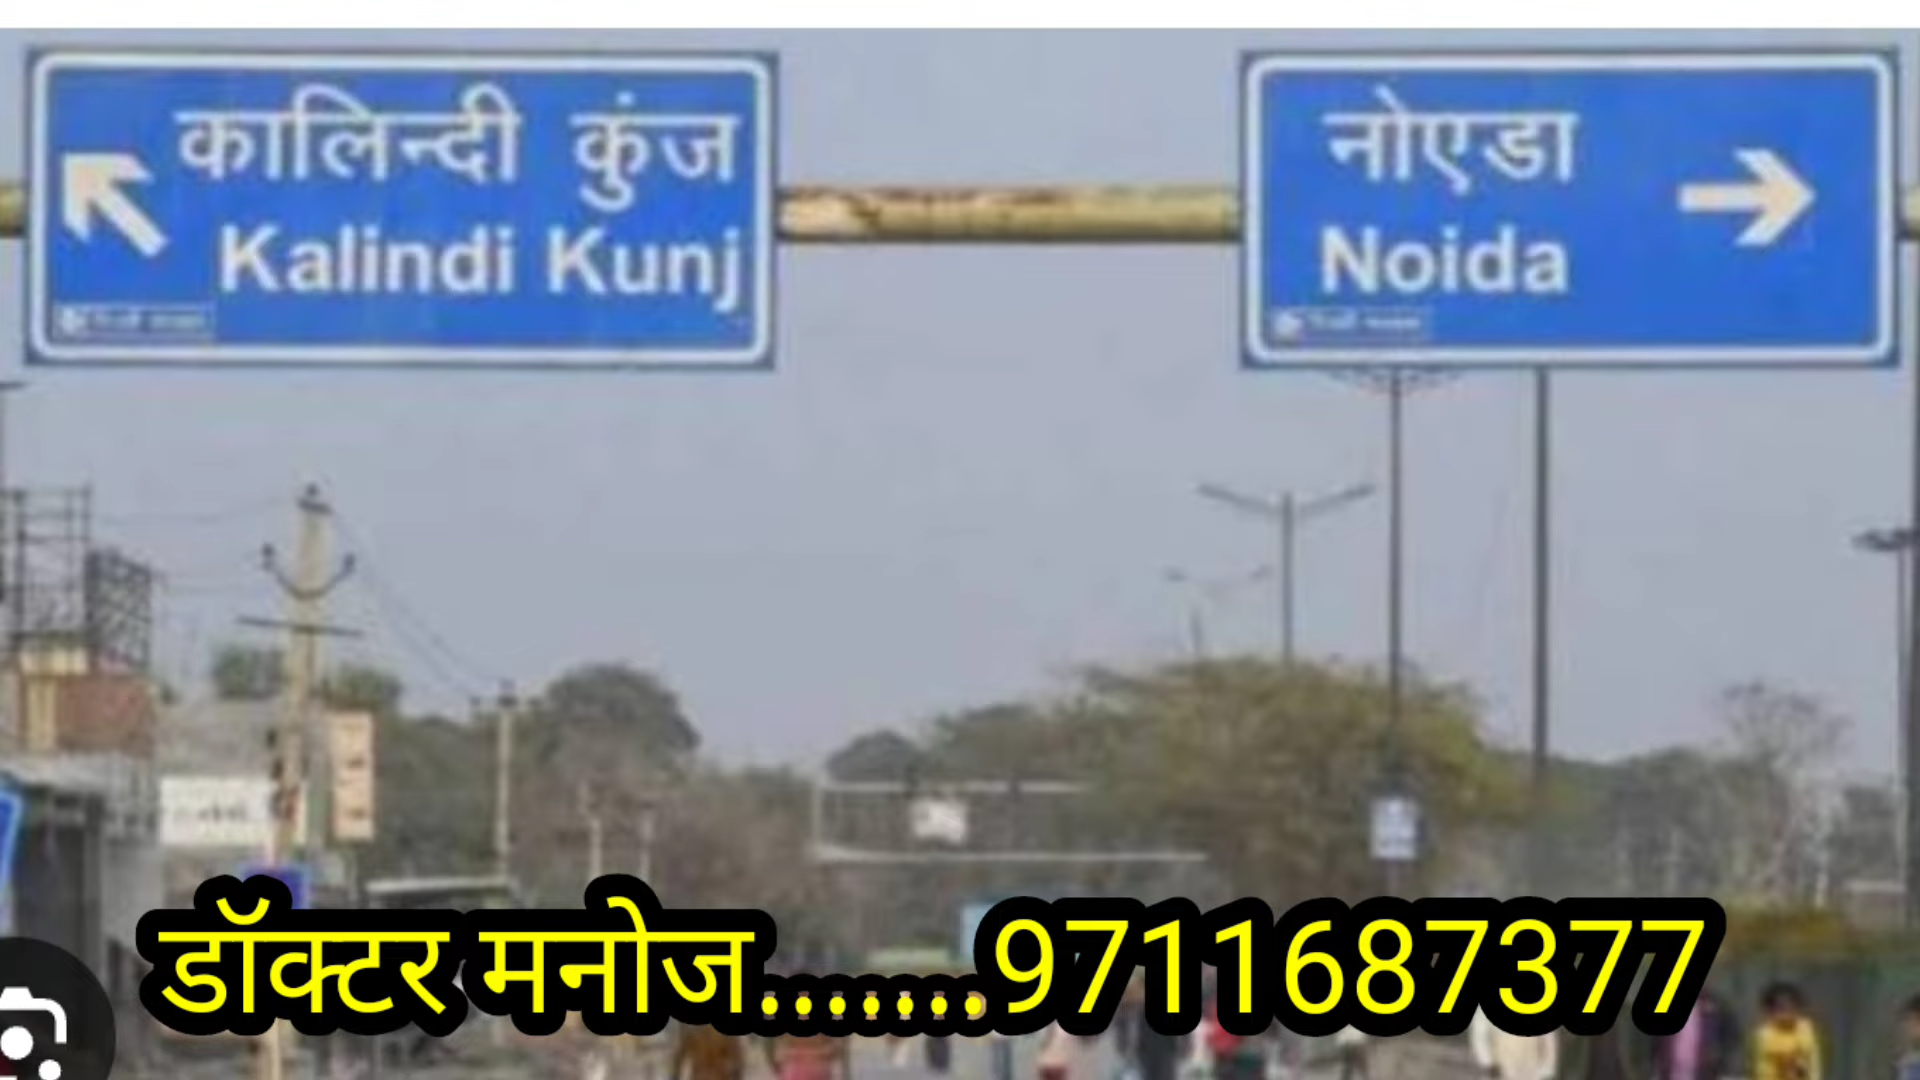 कालिन्दी कुंज
Kalindi Kunj
नोएडा
Noida
डॉक्टर मनोज.......9711687377